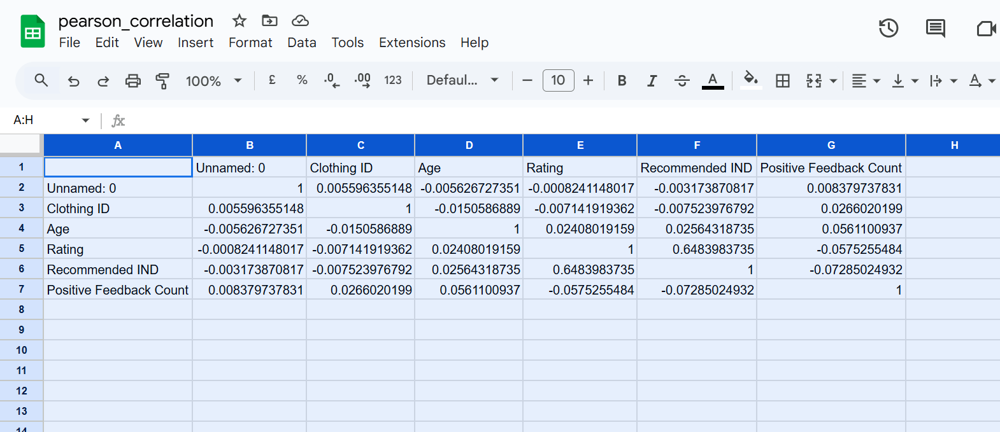 pearson_correlation
File Edit View Insert Format Data Tools Extensions Help
100% £ % .0 .00 123 Defaul... 10 B I S A A
A:H fx
A B C D E F G H
1 Unnamed: 0 Clothing ID Age Rating Recommended IND Positive Feedback Count
2 Unnamed: 0 1 0.005596355148 -0.005626727351 -0.0008241148017 -0.003173870817 0.008379737831
3 Clothing ID 0.005596355148 1 -0.0150586889 -0.007141919362 -0.007523976792 0.0266020199
4 Age -0.005626727351 -0.0150586889 1 0.02408019159 0.02564318735 0.0561100937
5 Rating -0.0008241148017 -0.007141919362 0.02408019159 1 0.6483983735 -0.0575255484
6 Recommended IND -0.003173870817 -0.007523976792 0.02564318735 0.6483983735 1 -0.07285024932
7 Positive Feedback Count 0.008379737831 0.0266020199 0.0561100937 -0.0575255484 -0.07285024932 1
8
9
10
11
12
13
14